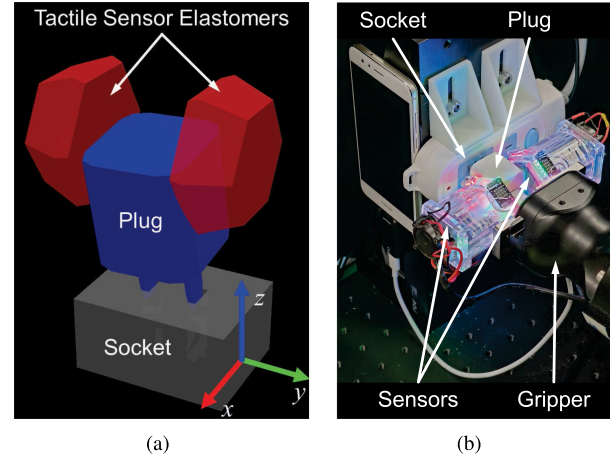 Tactile Sensor Elastomers
Plug
Socket
z
y
x
(a)
Socket
Plug
Sensors
Gripper
(b)